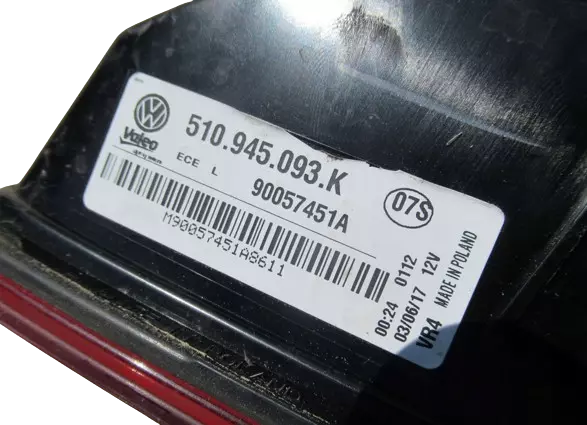 Valeo
510.945.093.K
ECE L
90057451A
07S
M90057451A8611
00:24 0112
03/06/17 12V
VR4 MADE IN POLAND